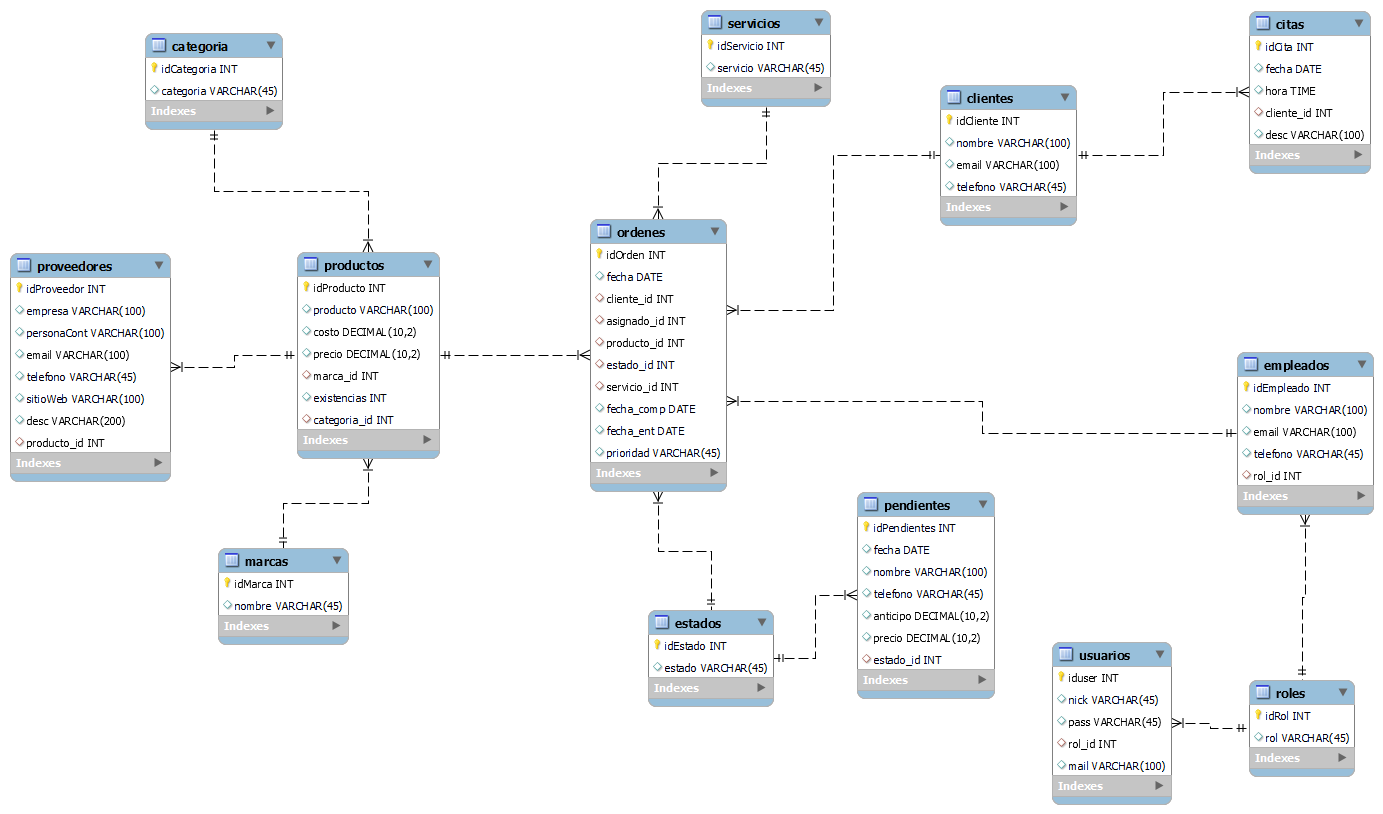 categoria
idCategoria INT
categoria VARCHAR(45)
Indexes
servicios
idServicio INT
servicio VARCHAR(45)
Indexes
clientes
idCliente INT
nombre VARCHAR(100)
email VARCHAR(100)
telefono VARCHAR(45)
Indexes
citas
idCita INT
fecha DATE
hora TIME
cliente_id INT
desc VARCHAR(100)
Indexes
proveedores
idProveedor INT
empresa VARCHAR(100)
personaCont VARCHAR(100)
email VARCHAR(100)
telefono VARCHAR(45)
sitioWeb VARCHAR(100)
desc VARCHAR(200)
producto_id INT
Indexes
productos
idProducto INT
producto VARCHAR(100)
costo DECIMAL(10,2)
precio DECIMAL(10,2)
marca_id INT
existencias INT
categoria_id INT
Indexes
ordenes
idOrden INT
fecha DATE
cliente_id INT
asignado_id INT
producto_id INT
estado_id INT
servicio_id INT
fecha_comp DATE
fecha_ent DATE
prioridad VARCHAR(45)
Indexes
empleados
idEmpleado INT
nombre VARCHAR(100)
email VARCHAR(100)
telefono VARCHAR(45)
rol_id INT
Indexes
marcas
idMarca INT
nombre VARCHAR(45)
Indexes
estados
idEstado INT
estado VARCHAR(45)
Indexes
pendientes
idPendientes INT
fecha DATE
nombre VARCHAR(100)
telefono VARCHAR(45)
anticipo DECIMAL(10,2)
precio DECIMAL(10,2)
estado_id INT
Indexes
usuarios
iduser INT
nick VARCHAR(45)
pass VARCHAR(45)
rol_id INT
mail VARCHAR(100)
Indexes
roles
idRol INT
rol VARCHAR(45)
Indexes